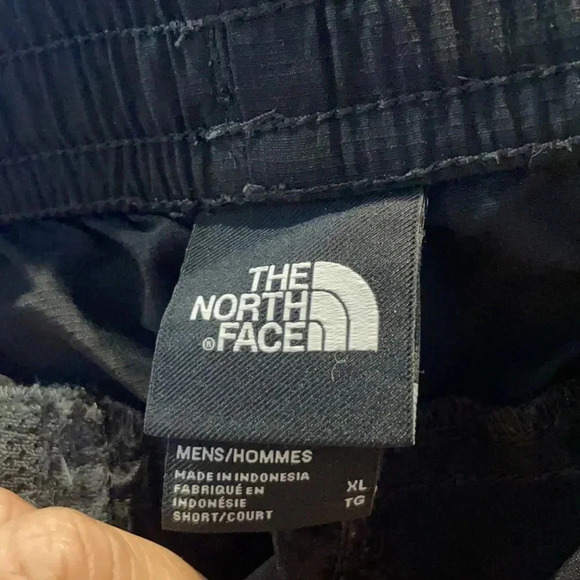 THE
NORTH
® FACE
MENS/HOMMES
MADE IN INDONESIA
FABRIQUÉ EN XL
INDONÉSIE TG
SHORT/COURT